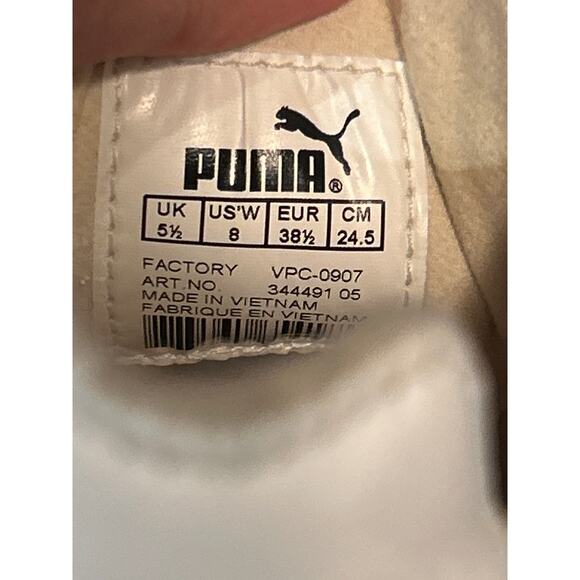 PUMA®
UK US'W EUR CM
5½ 8 38½ 24.5
FACTORY VPC-0907
ART.NO. 344491 05
MADE IN VIETNAM
FABRIQUE EN VIETNAM